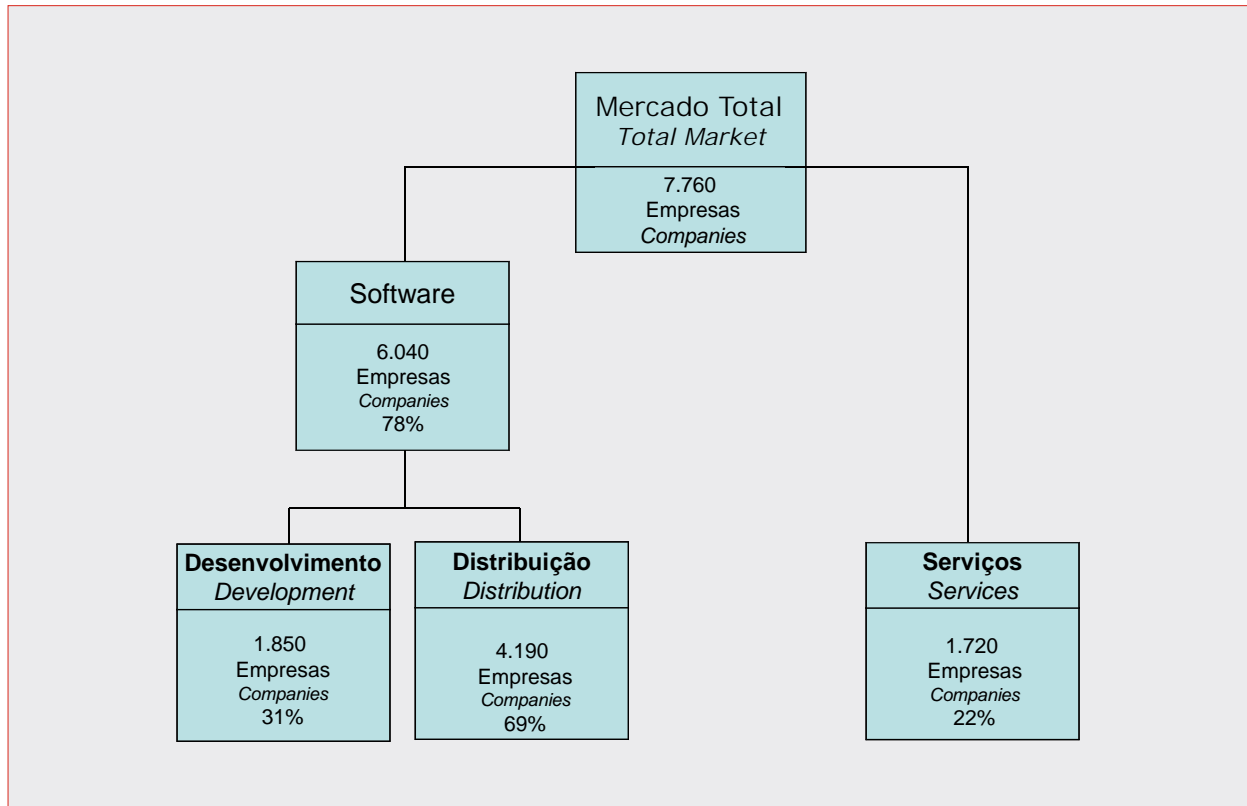 Mercado Total
Total Market
7.760
Empresas
Companies
Software
6.040
Empresas
Companies
78%
Desenvolvimento
Development
1.850
Empresas
Companies
31%
Distribuição
Distribution
4.190
Empresas
Companies
69%
Serviços
Services
1.720
Empresas
Companies
22%